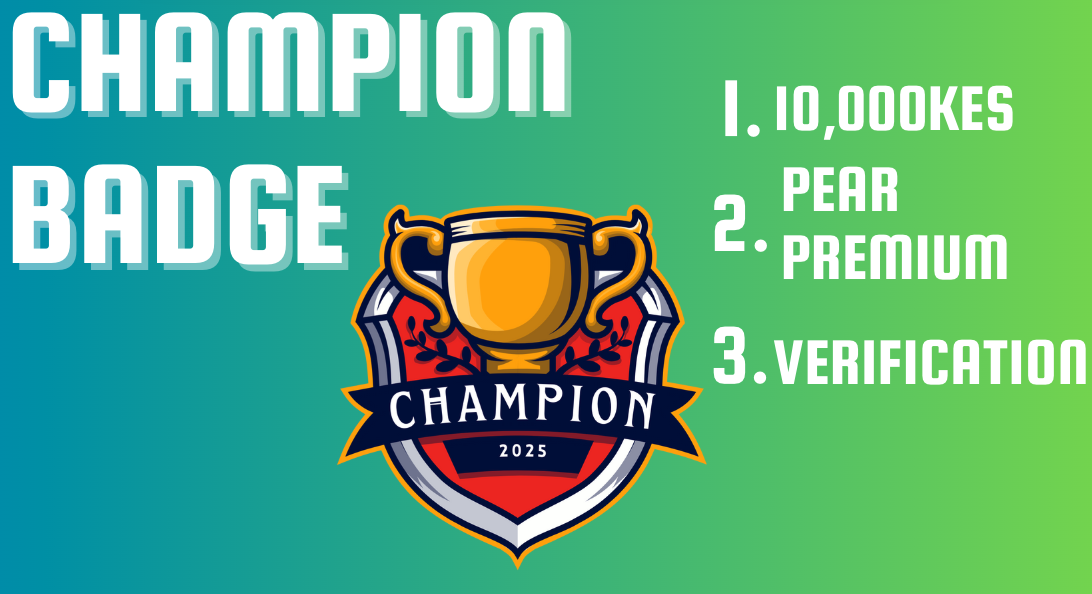 CHAMPION
BADGE
1. 10,000KES
2. PEAR
PREMIUM
3. VERIFICATION
CHAMPION
2025